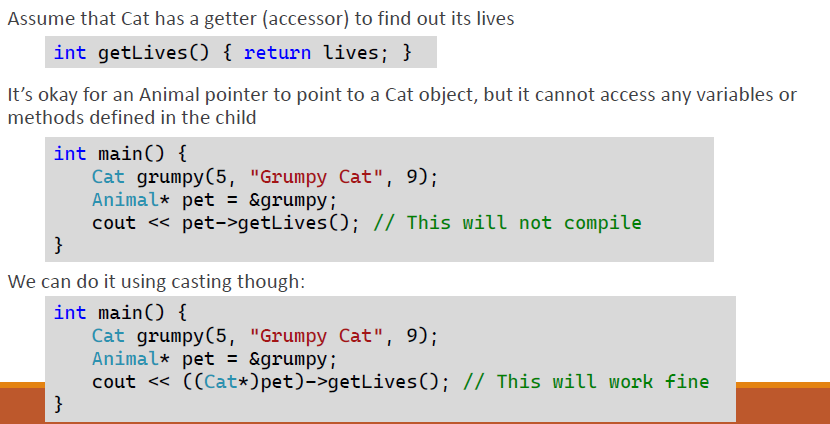 Assume that Cat has a getter (accessor) to find out its lives
int getLives() { return lives; }
It’s okay for an Animal pointer to point to a Cat object, but it cannot access any variables or
methods defined in the child
int main() {
Cat grumpy(5, "Grumpy Cat", 9);
Animal* pet = &grumpy;
cout << pet->getLives(); // This will not compile
}
We can do it using casting though:
int main() {
Cat grumpy(5, "Grumpy Cat", 9);
Animal* pet = &grumpy;
cout << ((Cat*)pet)->getLives(); // This will work fine
}